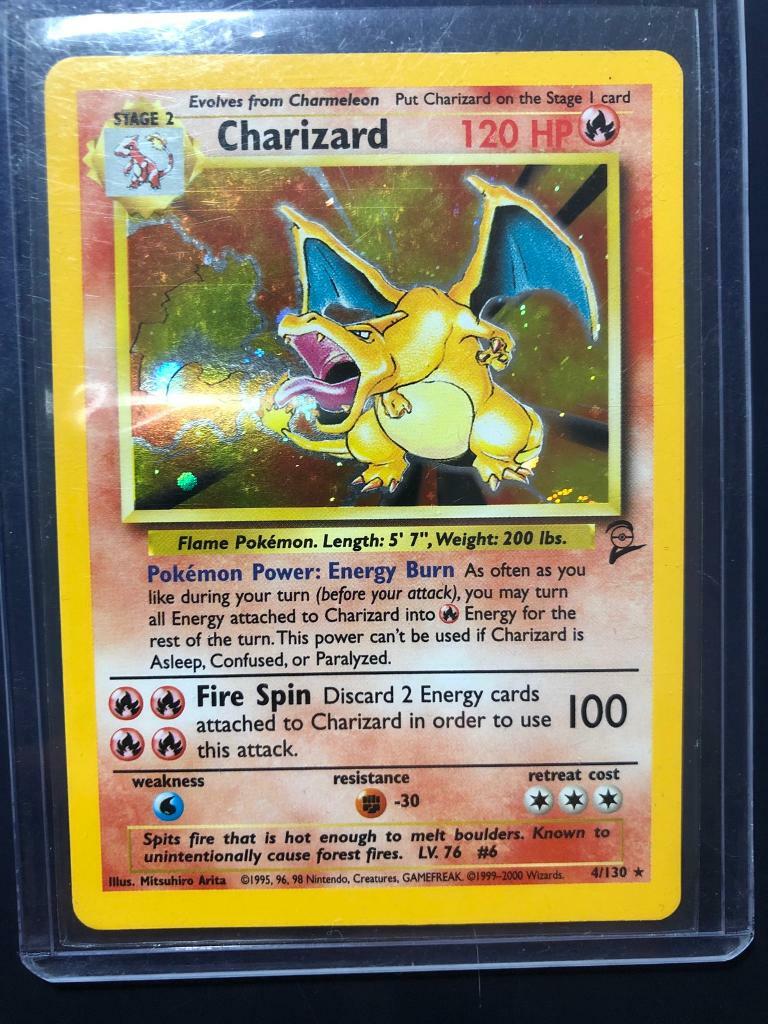 Evolves from Charmeleon Put Charizard on the Stage 1 card
STAGE 2
Charizard 120 HP
Flame Pokémon. Length: 5' 7", Weight: 200 lbs.
Pokémon Power: Energy Burn As often as you
like during your turn (before your attack), you may turn
all Energy attached to Charizard into Energy for the
rest of the turn. This power can't be used if Charizard is
Asleep, Confused, or Paralyzed.
Fire Spin Discard 2 Energy cards
attached to Charizard in order to use 100
this attack.
weakness resistance retreat cost
-30
Spits fire that is hot enough to melt boulders. Known to
unintentionally cause forest fires. LV. 76 #6
Illus. Mitsuhiro Arita ©1995, 96, 98 Nintendo, Creatures, GAMEFREAK. ©1999-2000 Wizards. 4/130 ★